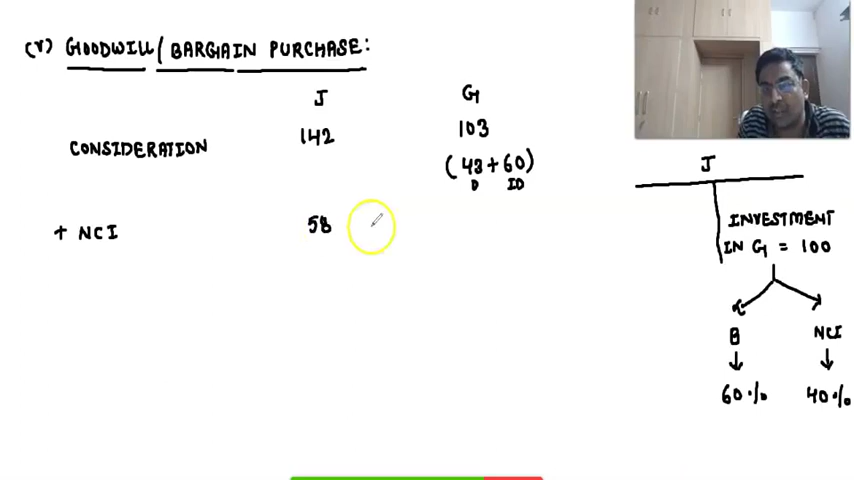 (V) GOODWILL / BARGAIN PURCHASE:
J G
CONSIDERATION 142 103
(43+60)
D ID
+ NCI 58
J
INVESTMENT
IN G = 100
B NCI
60% 40%